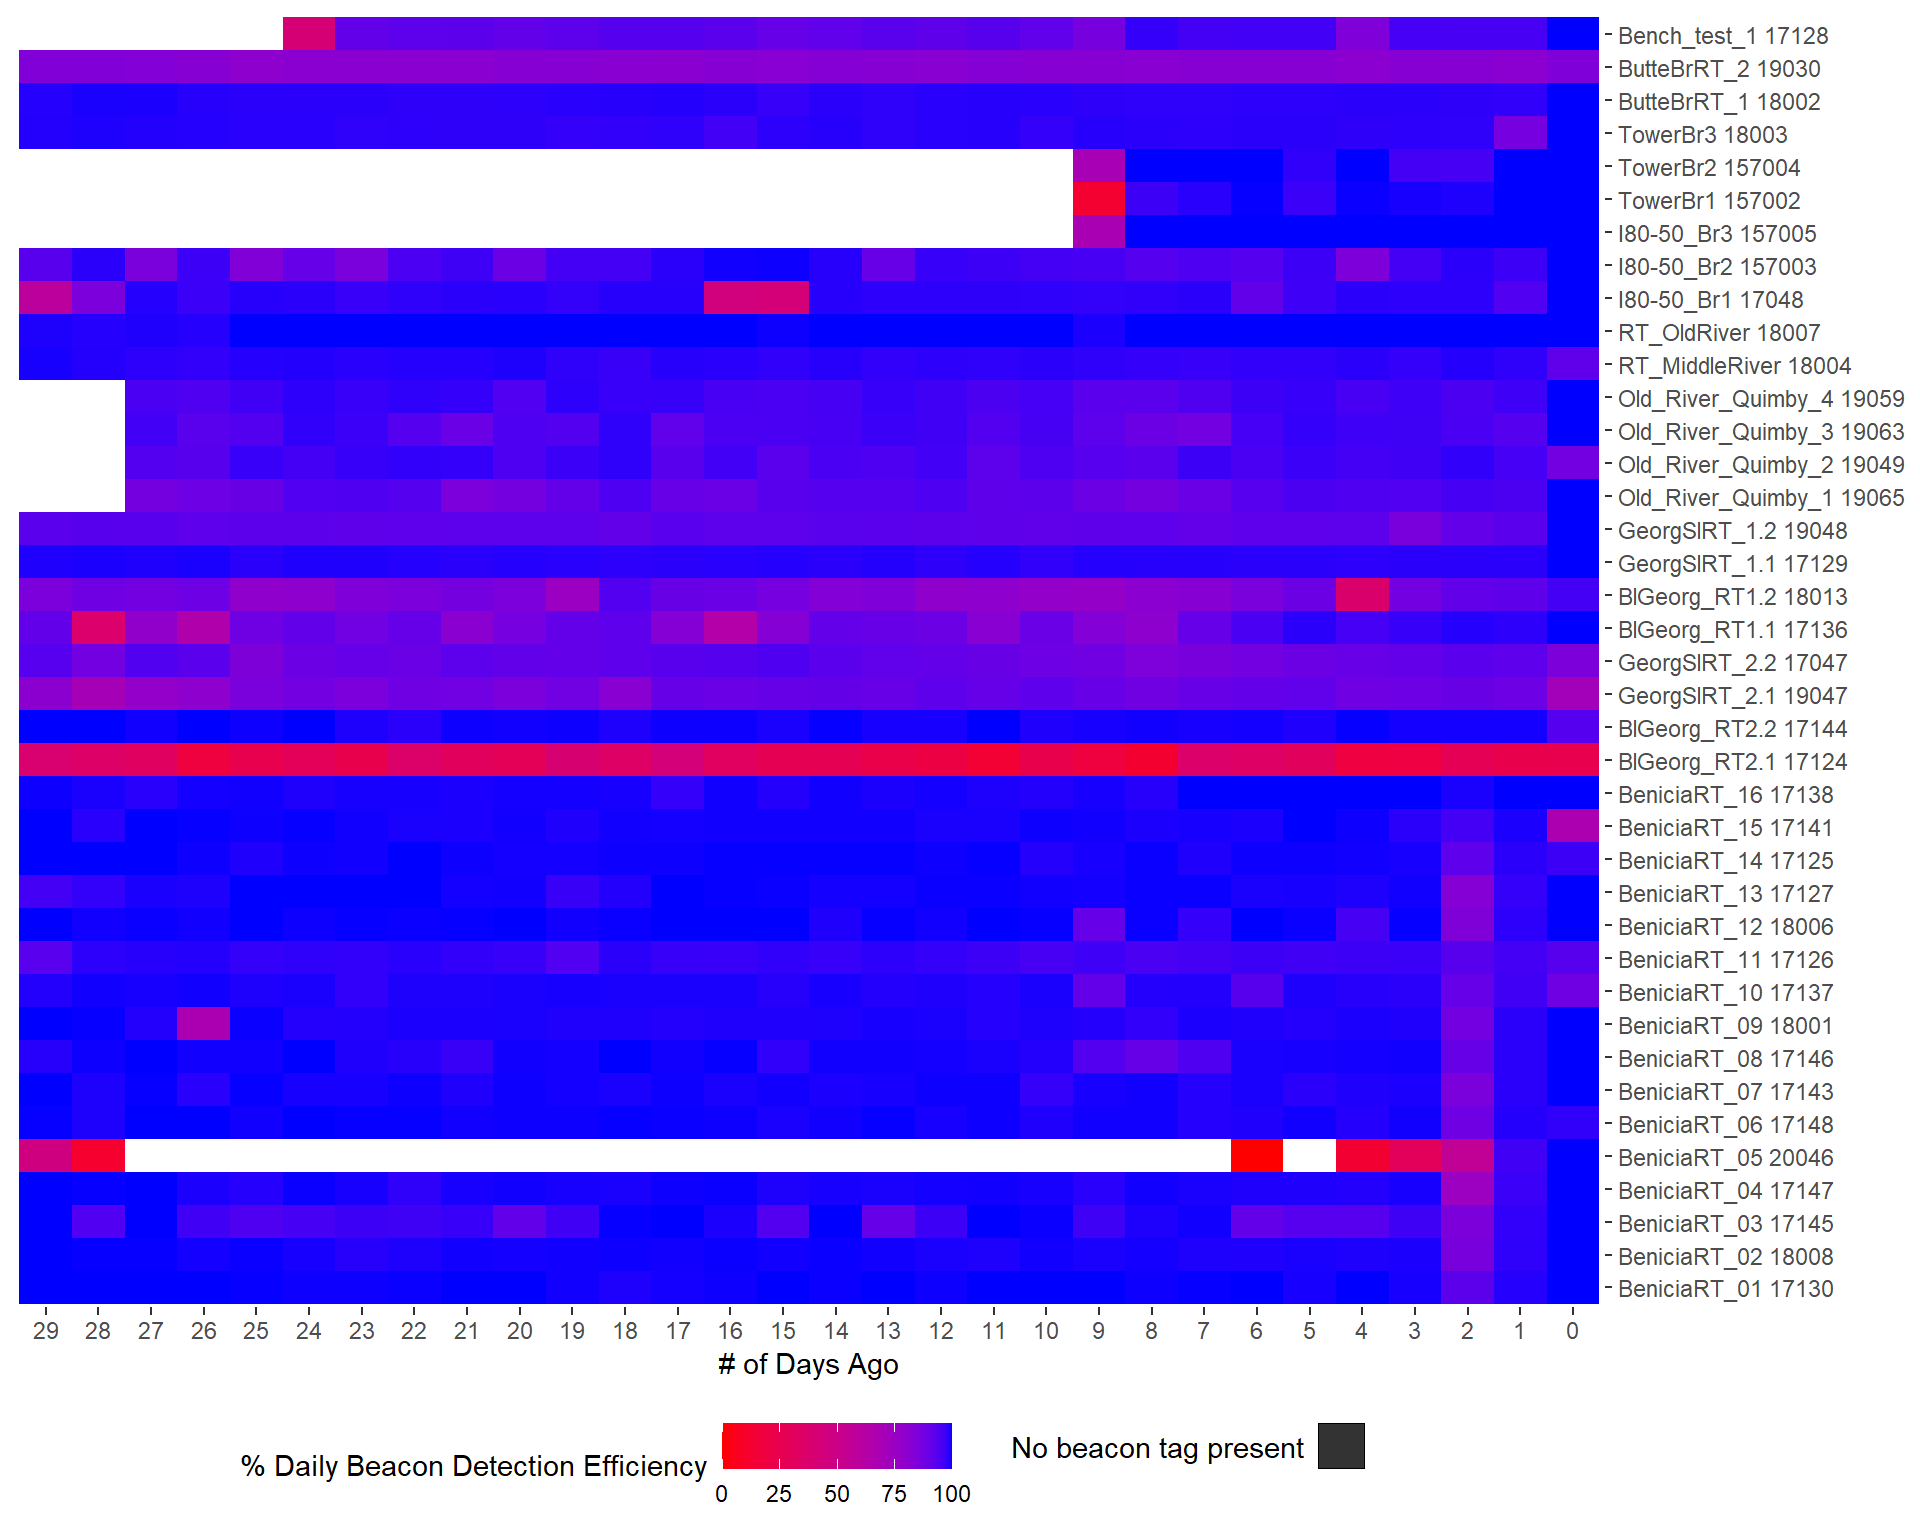 Bench_test_1 17128
ButteBrRT_2 19030
ButteBrRT_1 18002
TowerBr3 18003
TowerBr2 157004
TowerBr1 157002
I80-50_Br3 157005
I80-50_Br2 157003
I80-50_Br1 17048
RT_OldRiver 18007
RT_MiddleRiver 18004
Old_River_Quimby_4 19059
Old_River_Quimby_3 19063
Old_River_Quimby_2 19049
Old_River_Quimby_1 19065
GeorgSlRT_1.2 19048
GeorgSlRT_1.1 17129
BlGeorg_RT1.2 18013
BlGeorg_RT1.1 17136
GeorgSlRT_2.2 17047
GeorgSlRT_2.1 19047
BlGeorg_RT2.2 17144
BlGeorg_RT2.1 17124
BeniciaRT_16 17138
BeniciaRT_15 17141
BeniciaRT_14 17125
BeniciaRT_13 17127
BeniciaRT_12 18006
BeniciaRT_11 17126
BeniciaRT_10 17137
BeniciaRT_09 18001
BeniciaRT_08 17146
BeniciaRT_07 17143
BeniciaRT_06 17148
BeniciaRT_05 20046
BeniciaRT_04 17147
BeniciaRT_03 17145
BeniciaRT_02 18008
BeniciaRT_01 17130
29 28 27 26 25 24 23 22 21 20 19 18 17 16 15 14 13 12 11 10 9 8 7 6 5 4 3 2 1 0
# of Days Ago
% Daily Beacon Detection Efficiency
0 25 50 75 100
No beacon tag present